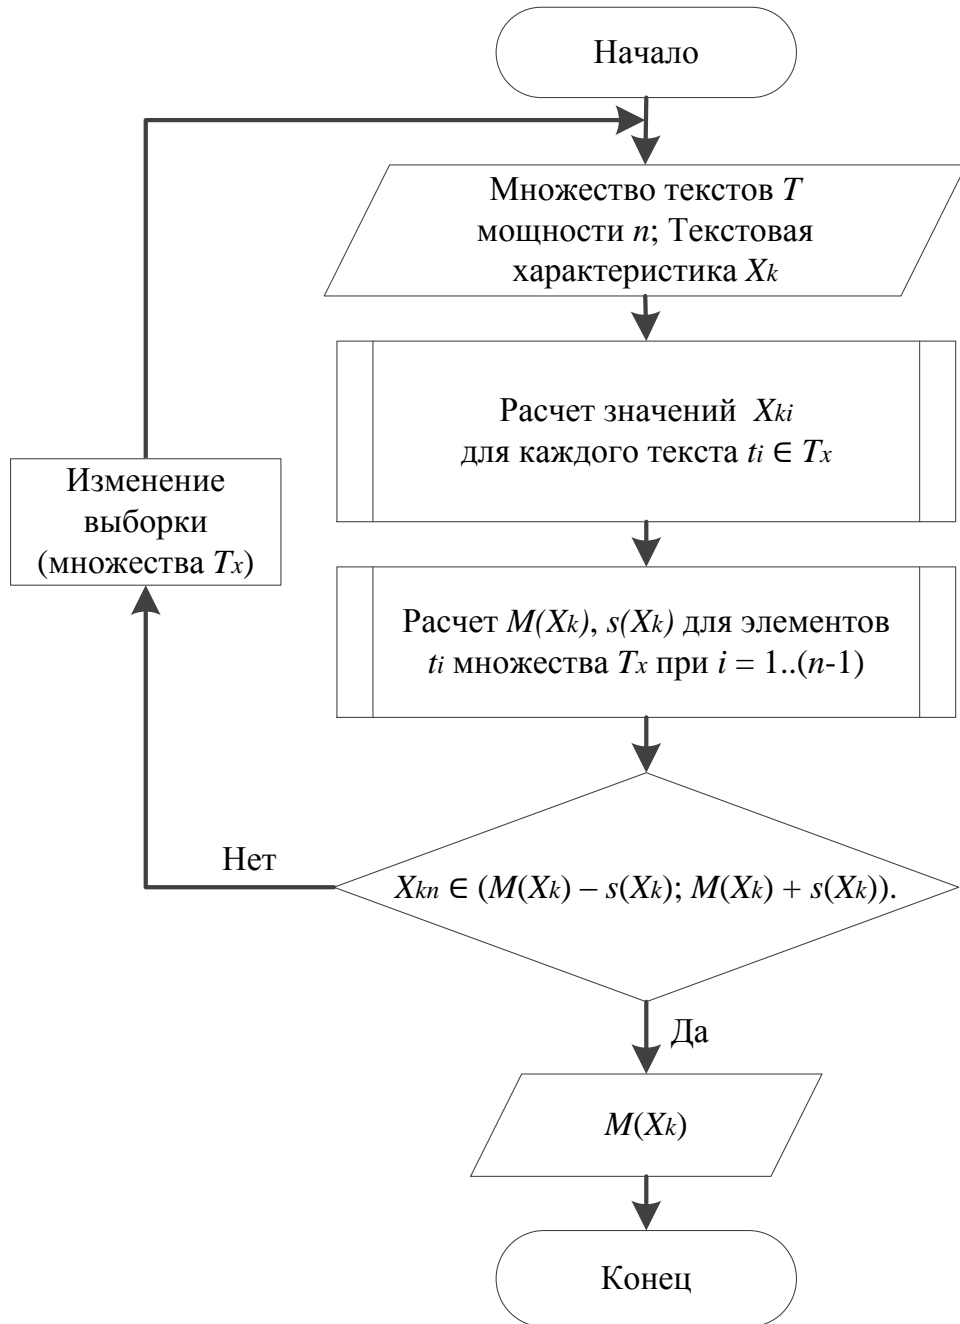 Начало
Множество текстов T
мощности n; Текстовая
характеристика Xk
Расчет значений Xki
для каждого текста ti ∈ Tx
Изменение
выборки
(множества Tx)
Расчет M(Xk), s(Xk) для элементов
ti множества Tx при i = 1..(n-1)
Нет
Xkn ∈ (M(Xk) – s(Xk); M(Xk) + s(Xk)).
Да
M(Xk)
Конец